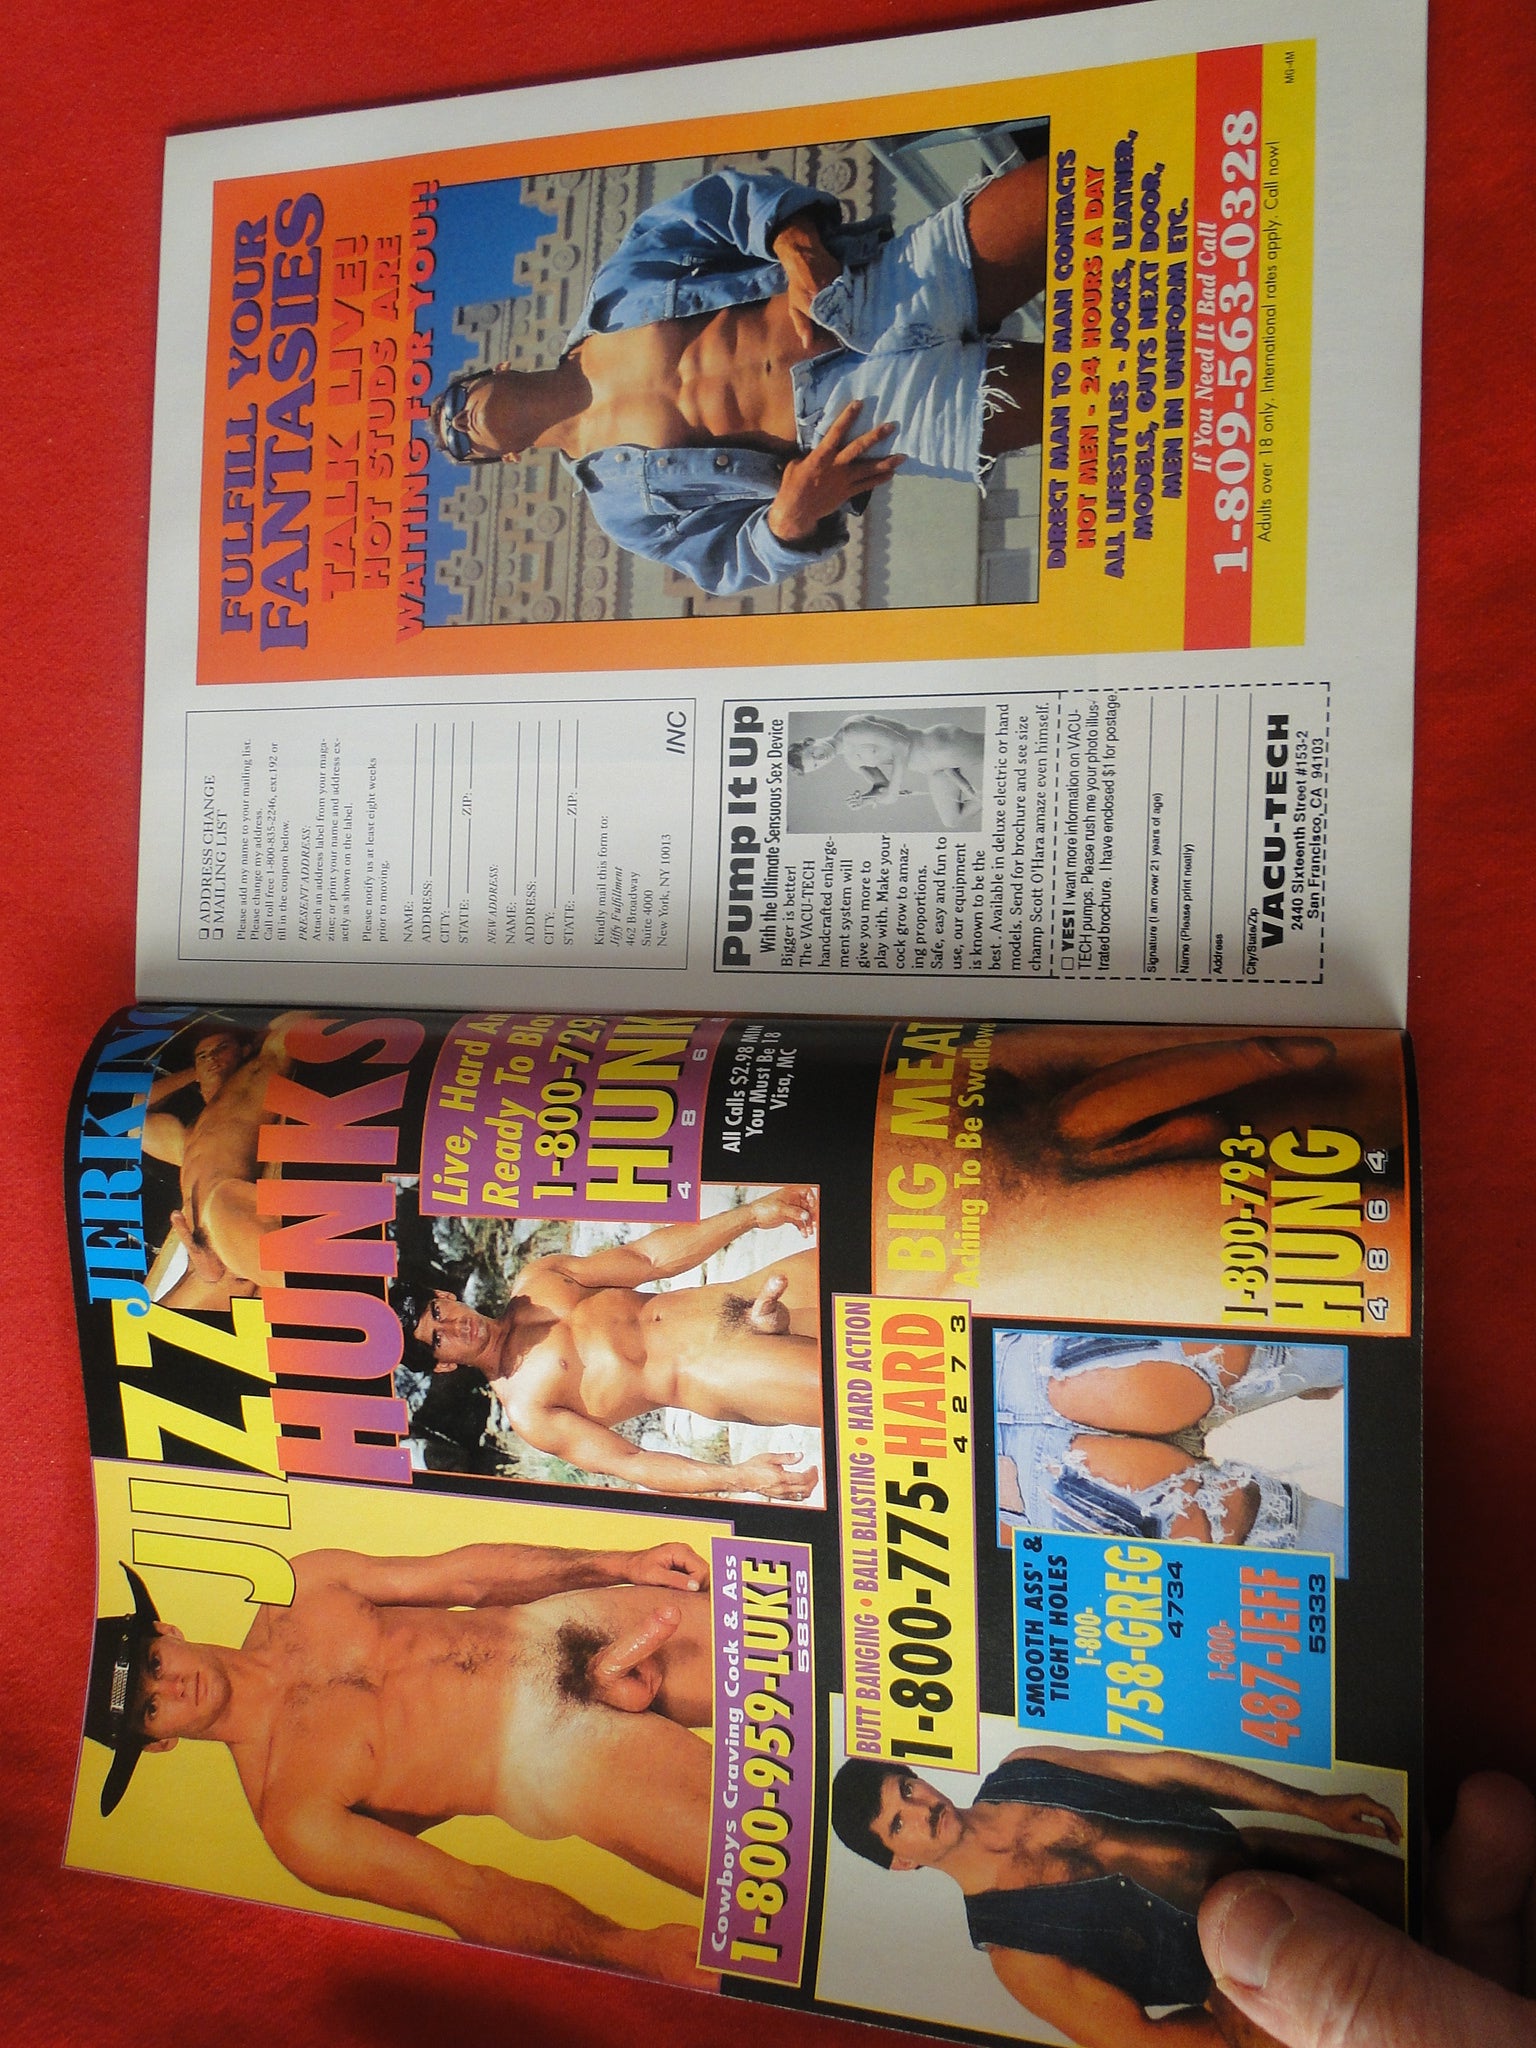 JERKING
JIZZ
HUNKS
Live, Hard
Ready To
1-800-729
HUNK
4 8 6
All Calls $2.98 MIN
You Must Be 18
Visa, MC
Cowboys Craving Cock & Ass
1-800-959-LUKE
5853
BUTT BANGING • BALL BLASTING • HARD ACTION
1-800-775-HARD
4 2 7 3
BIG MEAT
Aching To Be
1-800-793-
HUNG
4 8 6 4
SMOOTH ASS' &
TIGHT HOLES
1-800-
758-GREG
4734
1-800-
487-JEFF
5333
❏ ADDRESS CHANGE
❏ MAILING LIST
Please add my name to your mailing list.
Please change my address.
Call toll free 1-800-835-2246, ext.192 or
fill in the coupon below.
PRESENT ADDRESS:
Attach an address label from your maga-
zine, or print your name and address ex-
actly as shown on the label.
Please notify us at least eight weeks
prior to moving.
NAME:
ADDRESS:
CITY:
STATE: ZIP:
NEW ADDRESS:
NAME:
ADDRESS:
CITY:
STATE: ZIP:
Kindly mail this form to:
Jiffy Fulfillment
462 Broadway
Suite 4000
New York, NY 10013
INC
Pump It Up
With the Ultimate Sensuous Sex Device
Bigger is better!
The VACU-TECH
handcrafted enlarge-
ment system will
give you more to
play with. Make your
cock grow to amaz-
ing proportions.
Safe, easy and fun to
use, our equipment
is known to be the
best. Available in deluxe electric or hand
models. Send for brochure and see size
champ Scott O'Hara amaze even himself.
❏ YES! I want more information on VACU-
TECH pumps. Please rush me your photo illus-
trated brochure. I have enclosed $1 for postage.
Signature (I am over 21 years of age)
Name (Please print neatly)
Address
City/State/Zip
VACU-TECH
2440 Sixteenth Street #153-2
San Francisco, CA 94103
FULFILL YOUR
FANTASIES
TALK LIVE!
HOT STUDS ARE
WAITING FOR YOU!!
DIRECT MAN TO MAN CONTACTS
HOT MEN - 24 HOURS A DAY
ALL LIFESTYLES - JOCKS, LEATHER,
MODELS, GUYS NEXT DOOR,
MEN IN UNIFORM ETC.
If You Need It Bad Call
1-809-563-0328
Adults over 18 only. International rates apply. Call now!
MG-4M